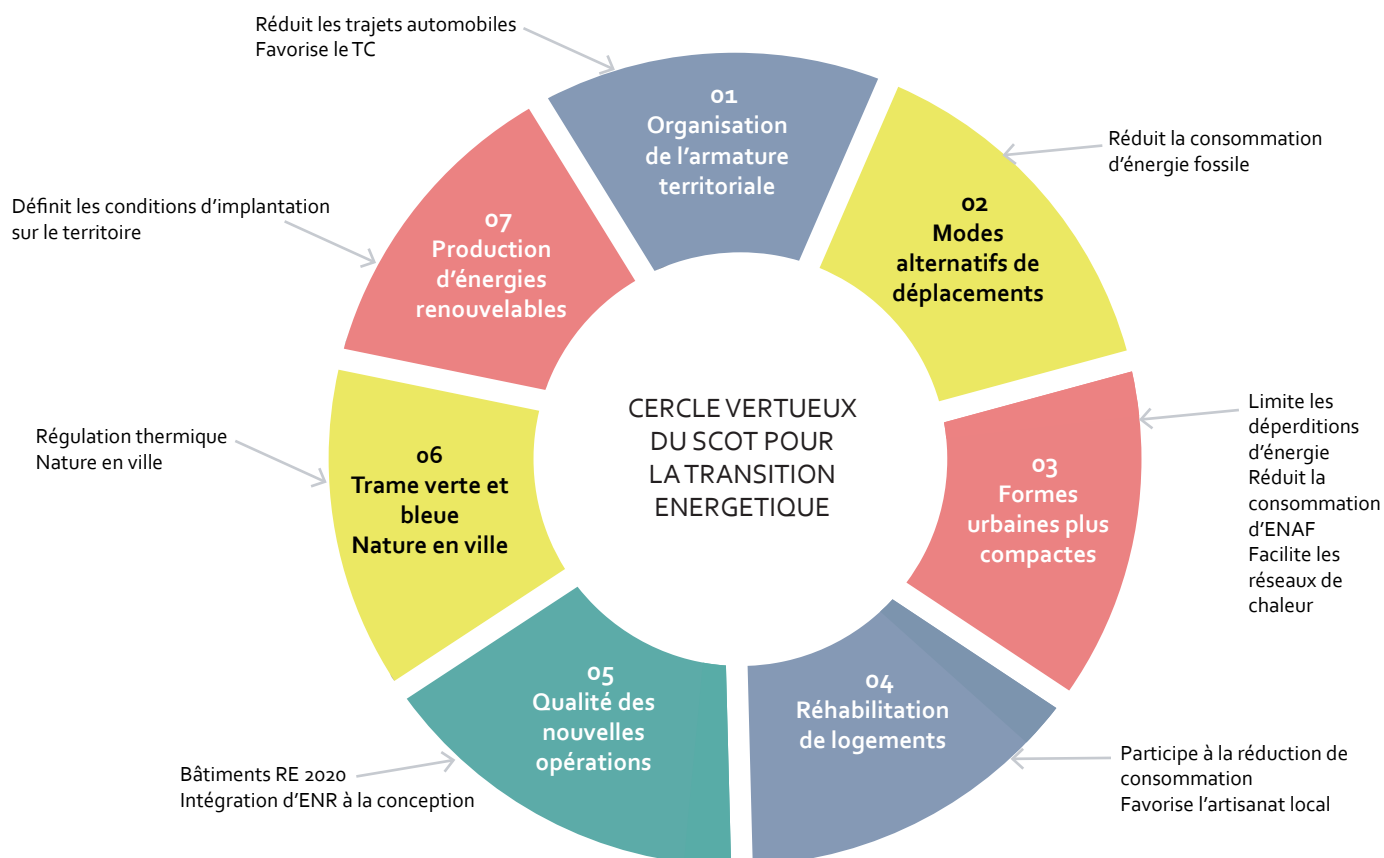 Réduit les trajets automobiles
Favorise le TC
01
Organisation
de l'armature
territoriale
Réduit la consommation
d'énergie fossile
02
Modes
alternatifs de
déplacements
Limite les
déperditions
d'énergie
Réduit la
consommation
d'ENAF
Facilite les
réseaux de
chaleur
03
Formes
urbaines plus
compactes
04
Réhabilitation
de logements
Participe à la réduction de
consommation
Favorise l'artisanat local
05
Qualité des
nouvelles
opérations
Bâtiments RE 2020
Intégration d'ENR à la conception
06
Trame verte et
bleue
Nature en ville
Régulation thermique
Nature en ville
07
Production
d'énergies
renouvelables
Définit les conditions d'implantation
sur le territoire
CERCLE VERTUEUX
DU SCOT POUR
LA TRANSITION
ENERGETIQUE